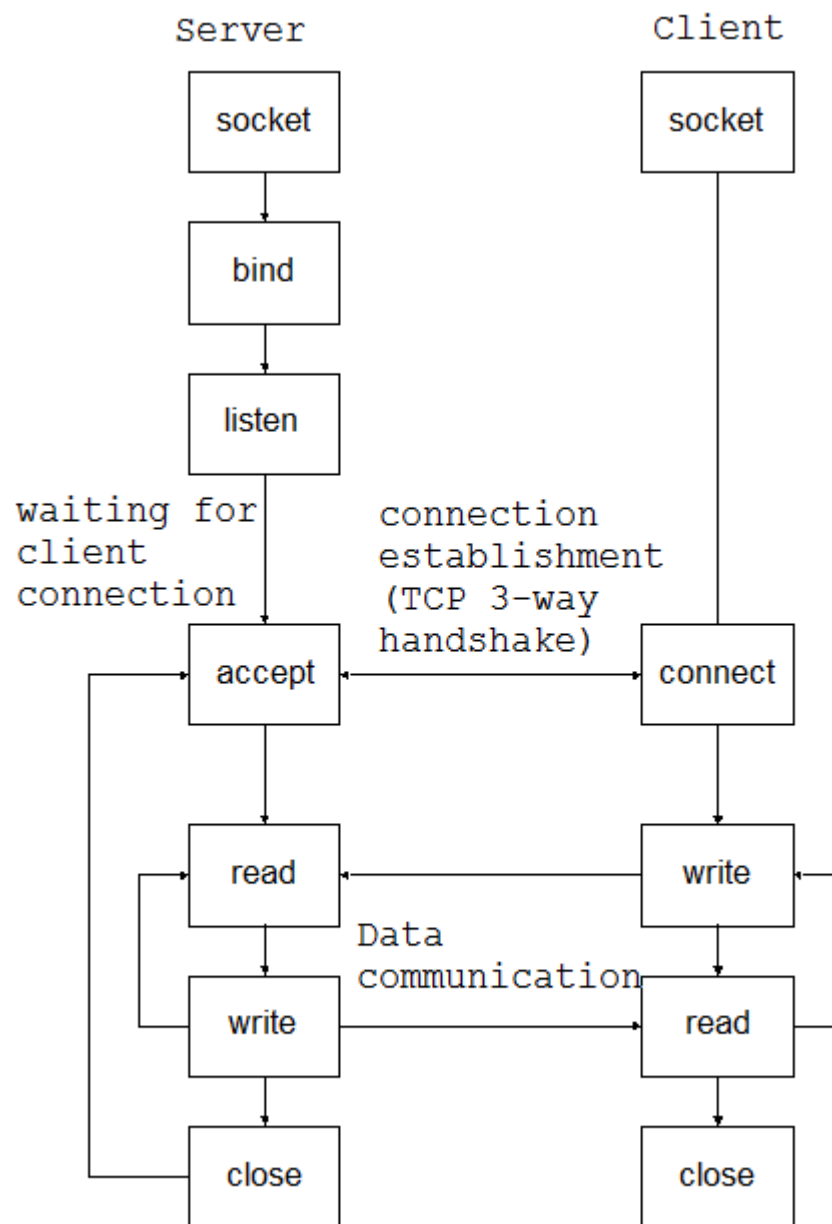 Server
Client
socket
socket
bind
listen
waiting for
client
connection
connection
establishment
(TCP 3-way
handshake)
accept
connect
read
write
Data
communication
write
read
close
close